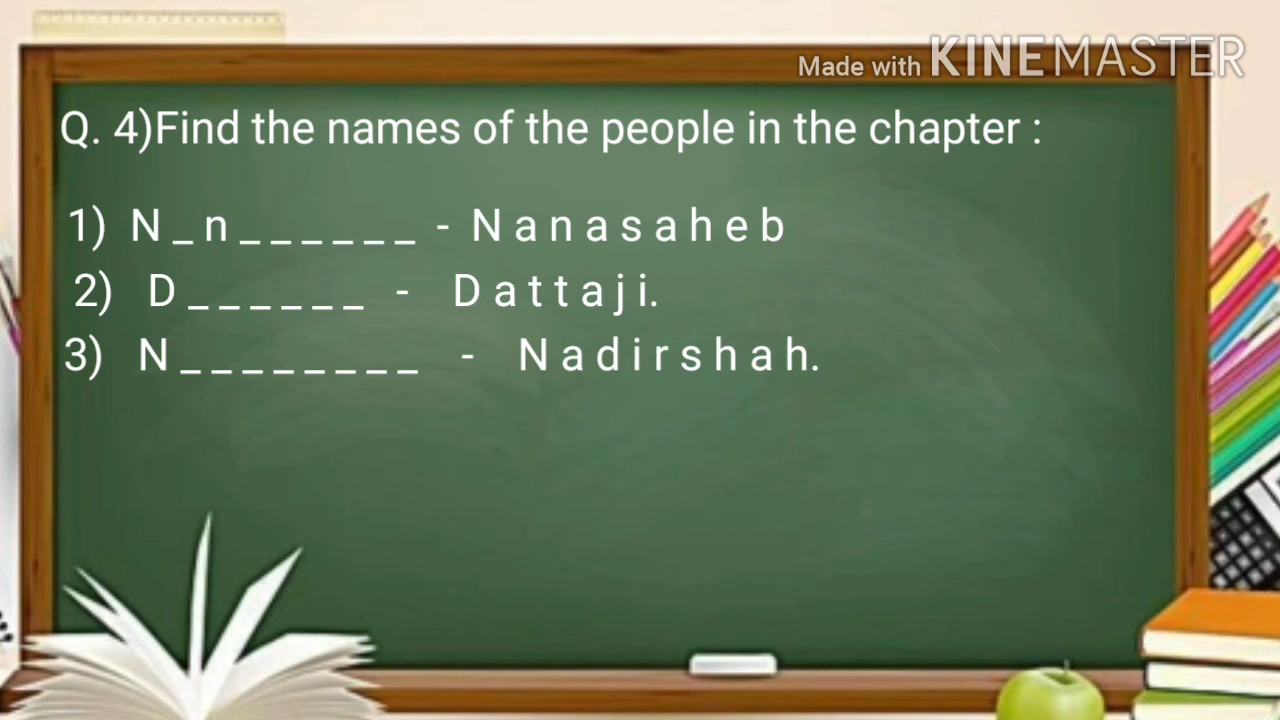 Made with KINEMASTER
Q. 4)Find the names of the people in the chapter :
1) N _ n _ _ _ _ _ _ - N a n a s a h e b
2) D _ _ _ _ _ _ - D a t t a j i.
3) N _ _ _ _ _ _ _ _ - N a d i r s h a h.